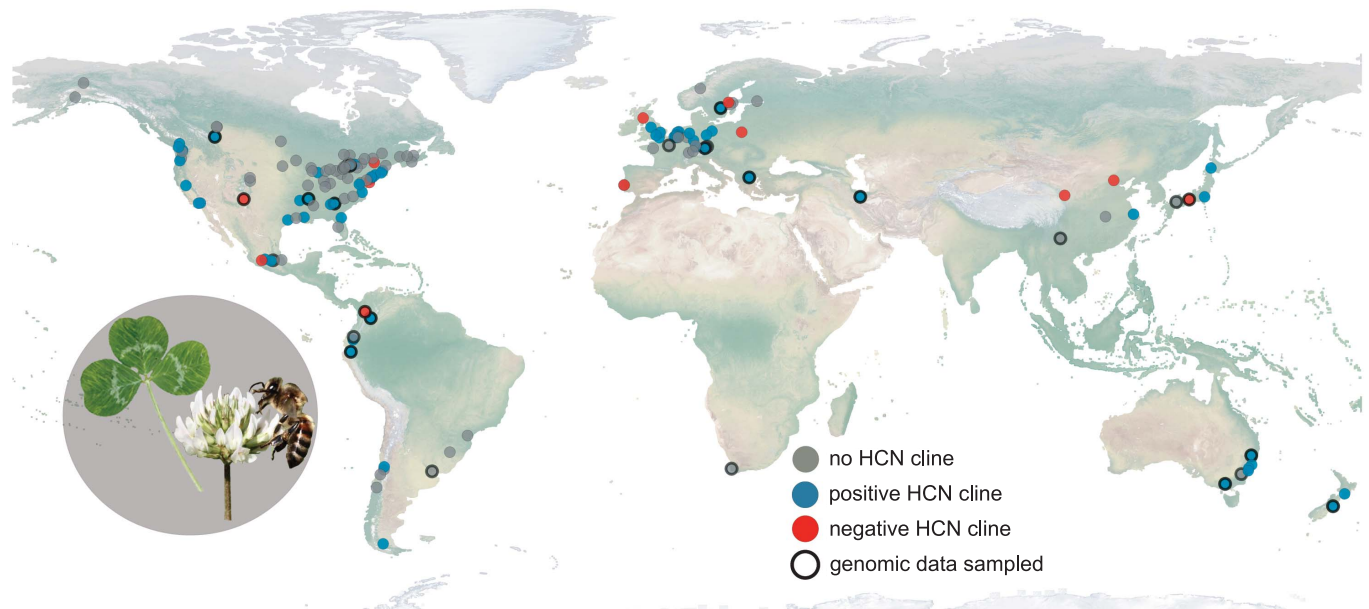 no HCN cline
positive HCN cline
negative HCN cline
genomic data sampled